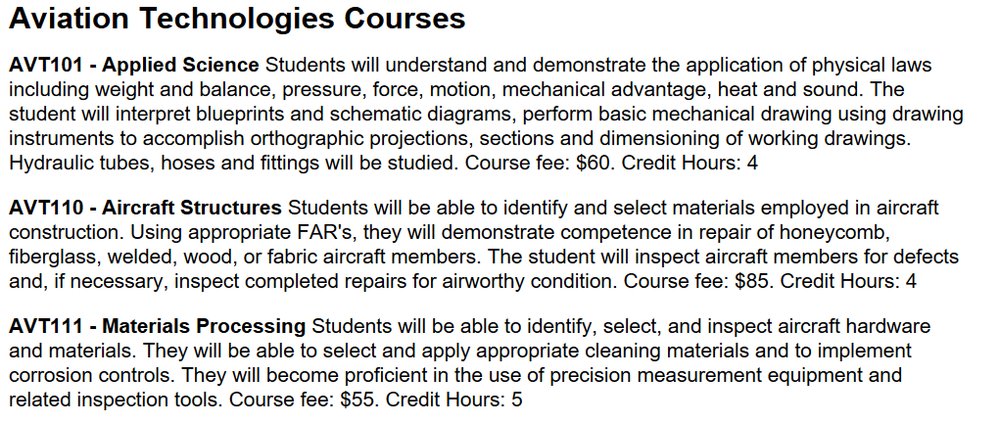 Aviation Technologies Courses
AVT101 - Applied Science Students will understand and demonstrate the application of physical laws
including weight and balance, pressure, force, motion, mechanical advantage, heat and sound. The
student will interpret blueprints and schematic diagrams, perform basic mechanical drawing using drawing
instruments to accomplish orthographic projections, sections and dimensioning of working drawings.
Hydraulic tubes, hoses and fittings will be studied. Course fee: $60. Credit Hours: 4
AVT110 - Aircraft Structures Students will be able to identify and select materials employed in aircraft
construction. Using appropriate FAR's, they will demonstrate competence in repair of honeycomb,
fiberglass, welded, wood, or fabric aircraft members. The student will inspect aircraft members for defects
and, if necessary, inspect completed repairs for airworthy condition. Course fee: $85. Credit Hours: 4
AVT111 - Materials Processing Students will be able to identify, select, and inspect aircraft hardware
and materials. They will be able to select and apply appropriate cleaning materials and to implement
corrosion controls. They will become proficient in the use of precision measurement equipment and
related inspection tools. Course fee: $55. Credit Hours: 5